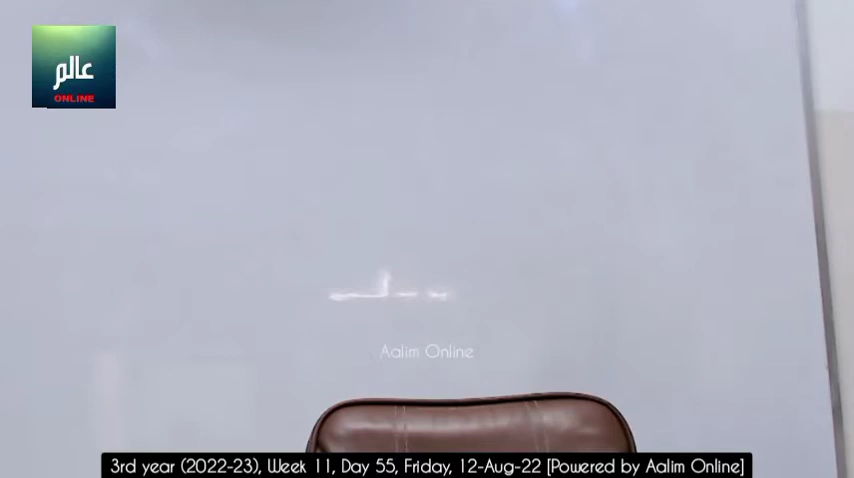 عالم
ONLINE
Aalim Online
3rd year (2022-23), Week 11, Day 55, Friday, 12-Aug-22 [Powered by Aalim Online]